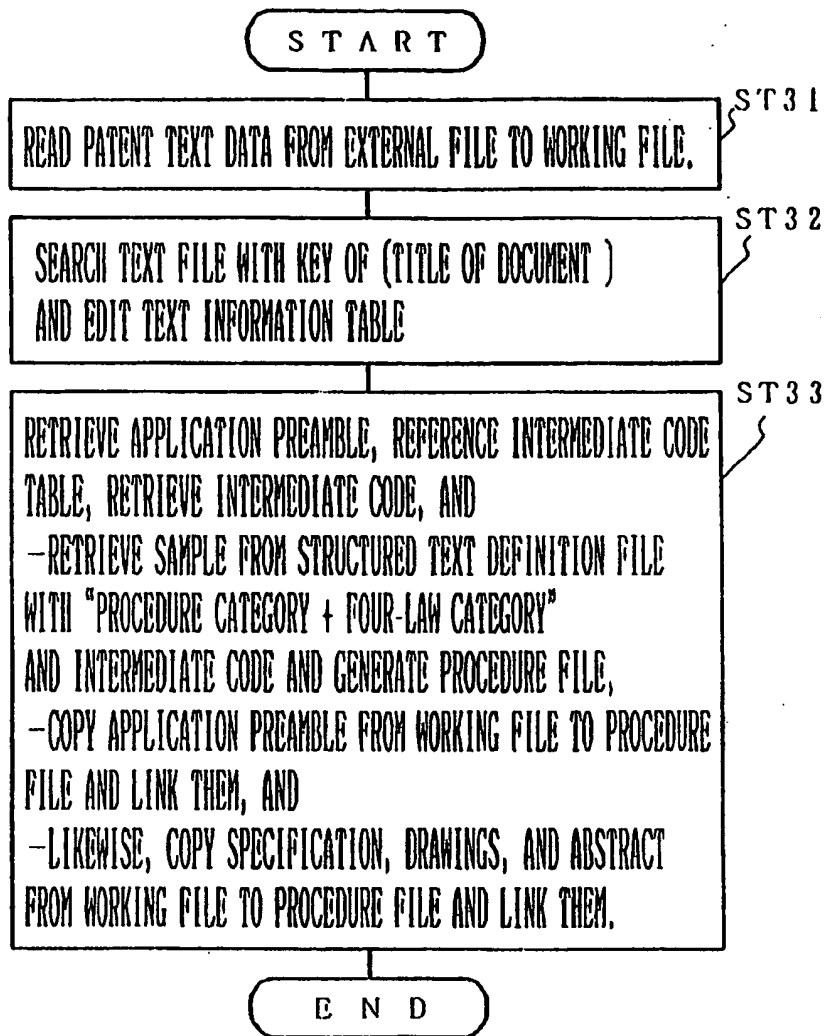 START
ST31
READ PATENT TEXT DATA FROM EXTERNAL FILE TO WORKING FILE.
ST32
SEARCH TEXT FILE WITH KEY OF (TITLE OF DOCUMENT )
AND EDIT TEXT INFORMATION TABLE
ST33
RETRIEVE APPLICATION PREAMBLE, REFERENCE INTERMEDIATE CODE
TABLE, RETRIEVE INTERMEDIATE CODE, AND
-RETRIEVE SAMPLE FROM STRUCTURED TEXT DEFINITION FILE
WITH "PROCEDURE CATEGORY + FOUR-LAW CATEGORY"
AND INTERMEDIATE CODE AND GENERATE PROCEDURE FILE,
-COPY APPLICATION PREAMBLE FROM WORKING FILE TO PROCEDURE
FILE AND LINK THEM, AND
-LIKEWISE, COPY SPECIFICATION, DRAWINGS, AND ABSTRACT
FROM WORKING FILE TO PROCEDURE FILE AND LINK THEM.
END